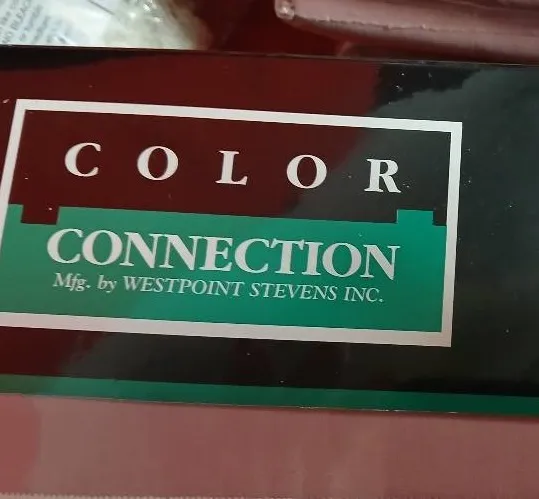 COLOR
CONNECTION
Mfg. by WESTPOINT STEVENS INC.